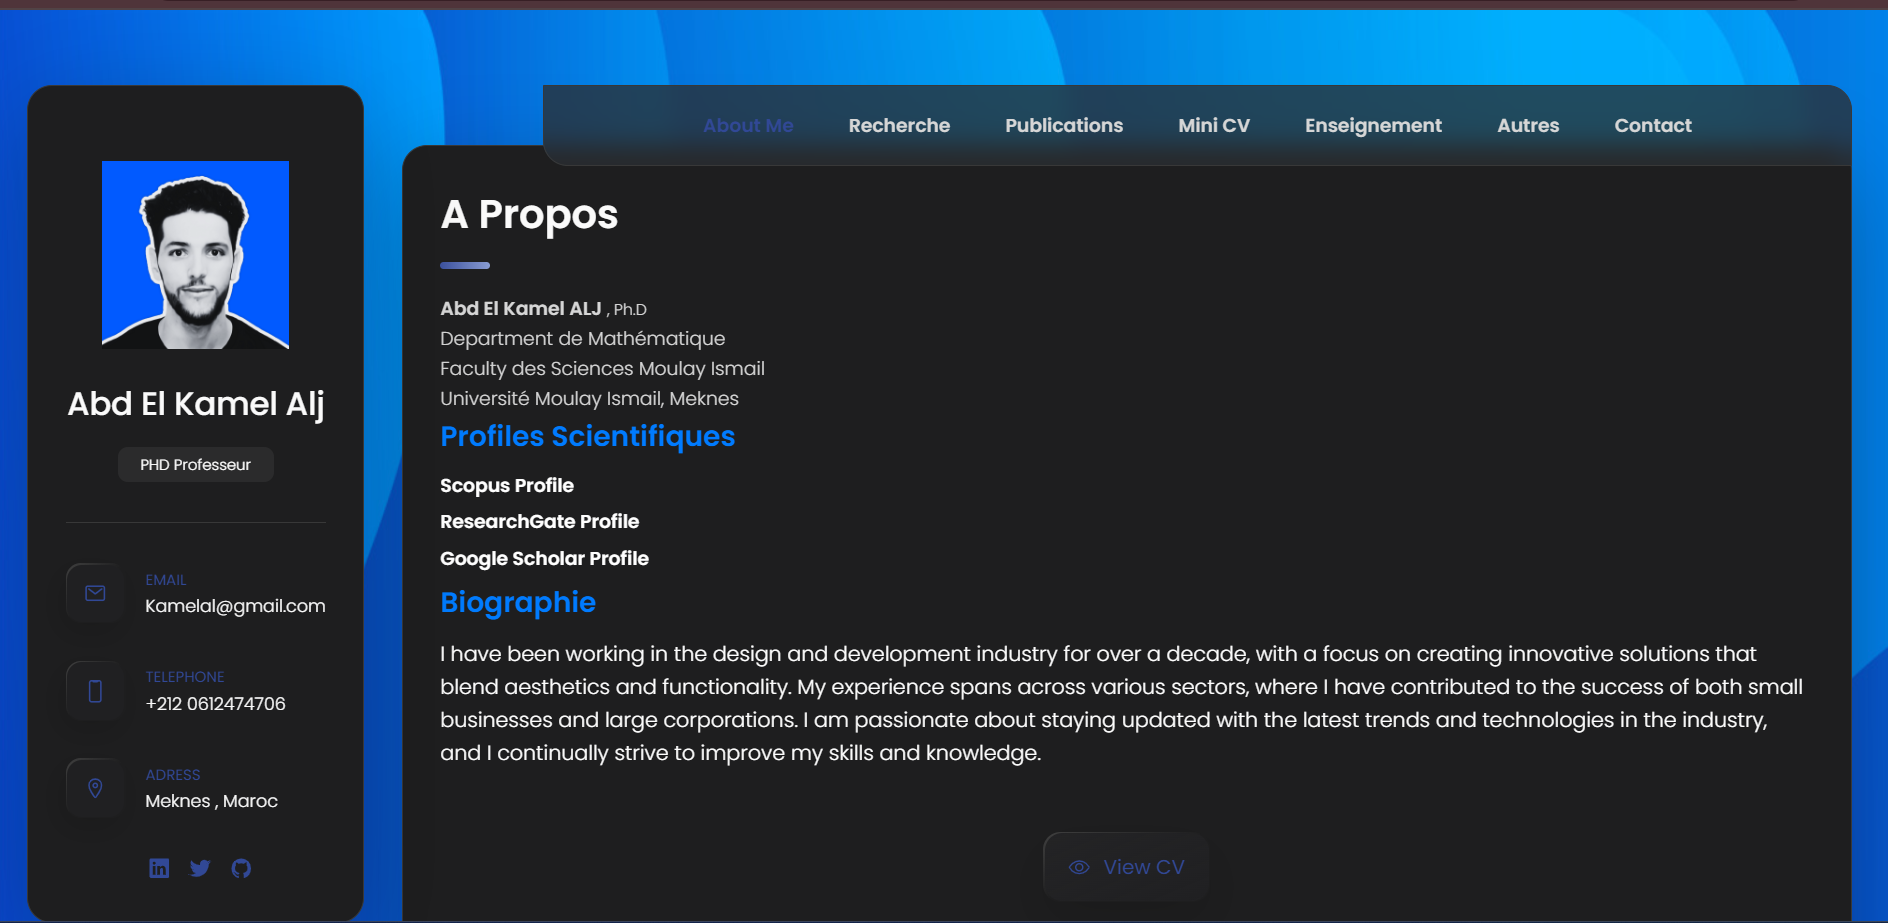 About Me
Recherche
Publications
Mini CV
Enseignement
Autres
Contact
Abd El Kamel Alj
PHD Professeur
EMAIL
Kamelal@gmail.com
TELEPHONE
+212 0612474706
ADRESS
Meknes , Maroc
in
A Propos
Abd El Kamel ALJ , Ph.D
Department de Mathématique
Faculty des Sciences Moulay Ismail
Université Moulay Ismail, Meknes
Profiles Scientifiques
Scopus Profile
ResearchGate Profile
Google Scholar Profile
Biographie
I have been working in the design and development industry for over a decade, with a focus on creating innovative solutions that
blend aesthetics and functionality. My experience spans across various sectors, where I have contributed to the success of both small
businesses and large corporations. I am passionate about staying updated with the latest trends and technologies in the industry,
and I continually strive to improve my skills and knowledge.
View CV